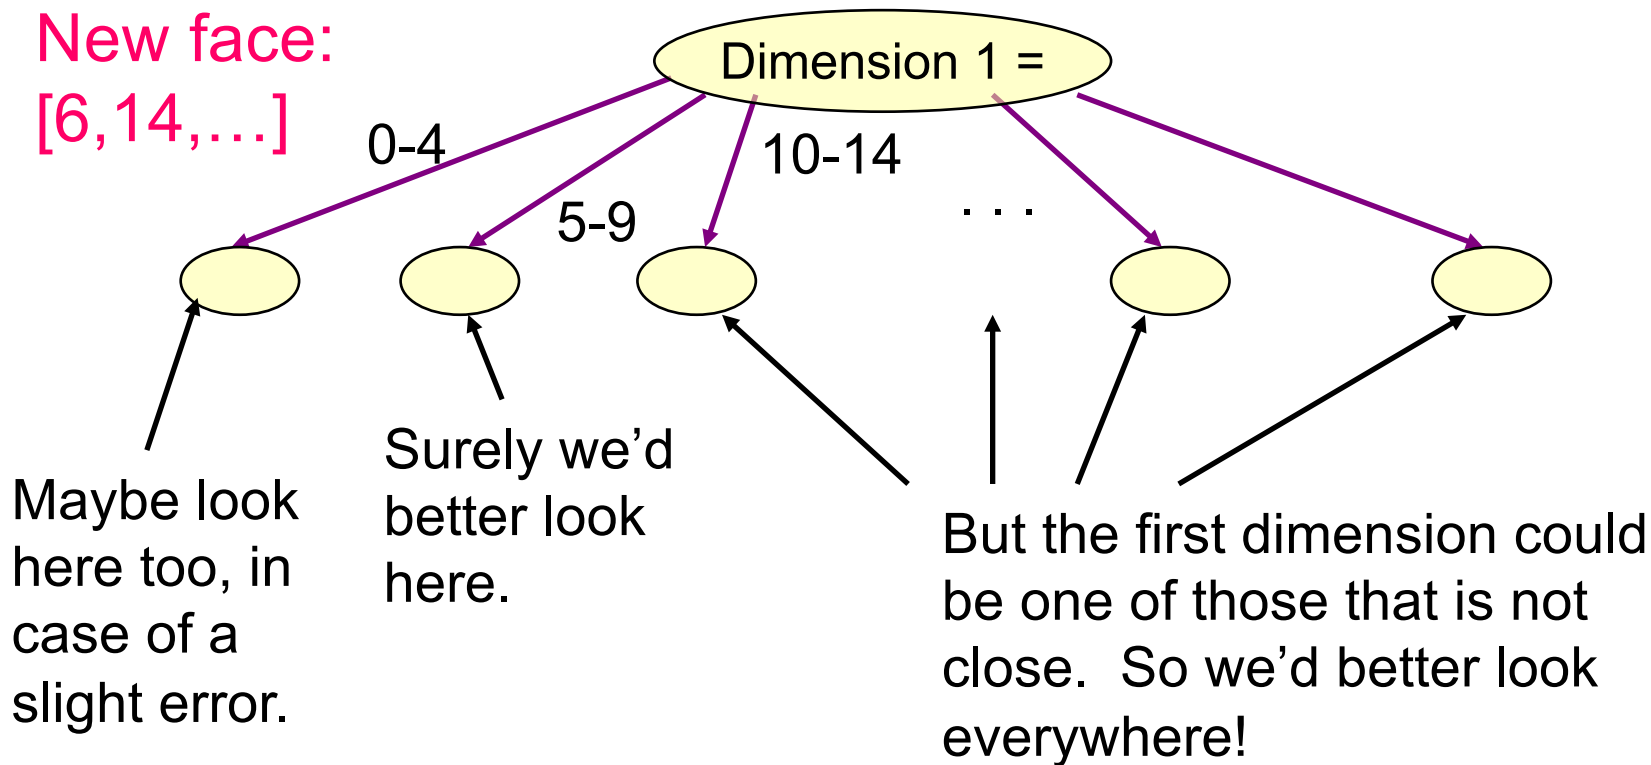 New face:
[6,14,…]
Dimension 1 =
0-4
5-9
10-14
. . .
Maybe look
here too, in
case of a
slight error.
Surely we’d
better look
here.
But the first dimension could
be one of those that is not
close.  So we’d better look
everywhere!